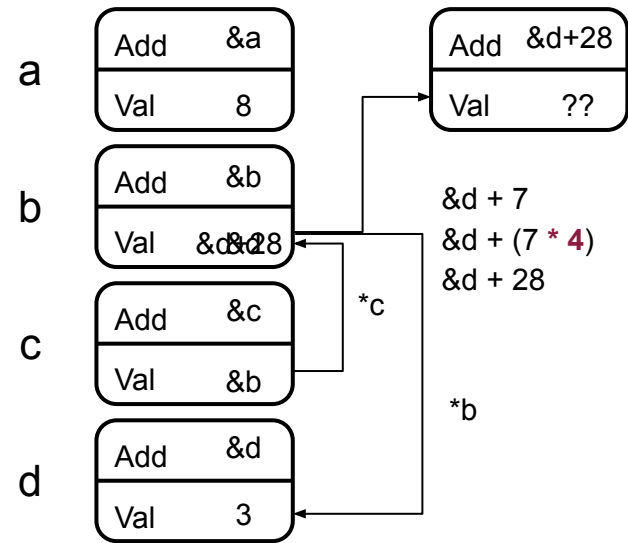 a
Add &a
Val 8
Add &d+28
Val ??
b
Add &b
Val
&d + 7
&d + (7 * 4)
&d + 28
*c
c
Add &c
Val &b
*b
d
Add &d
Val 3